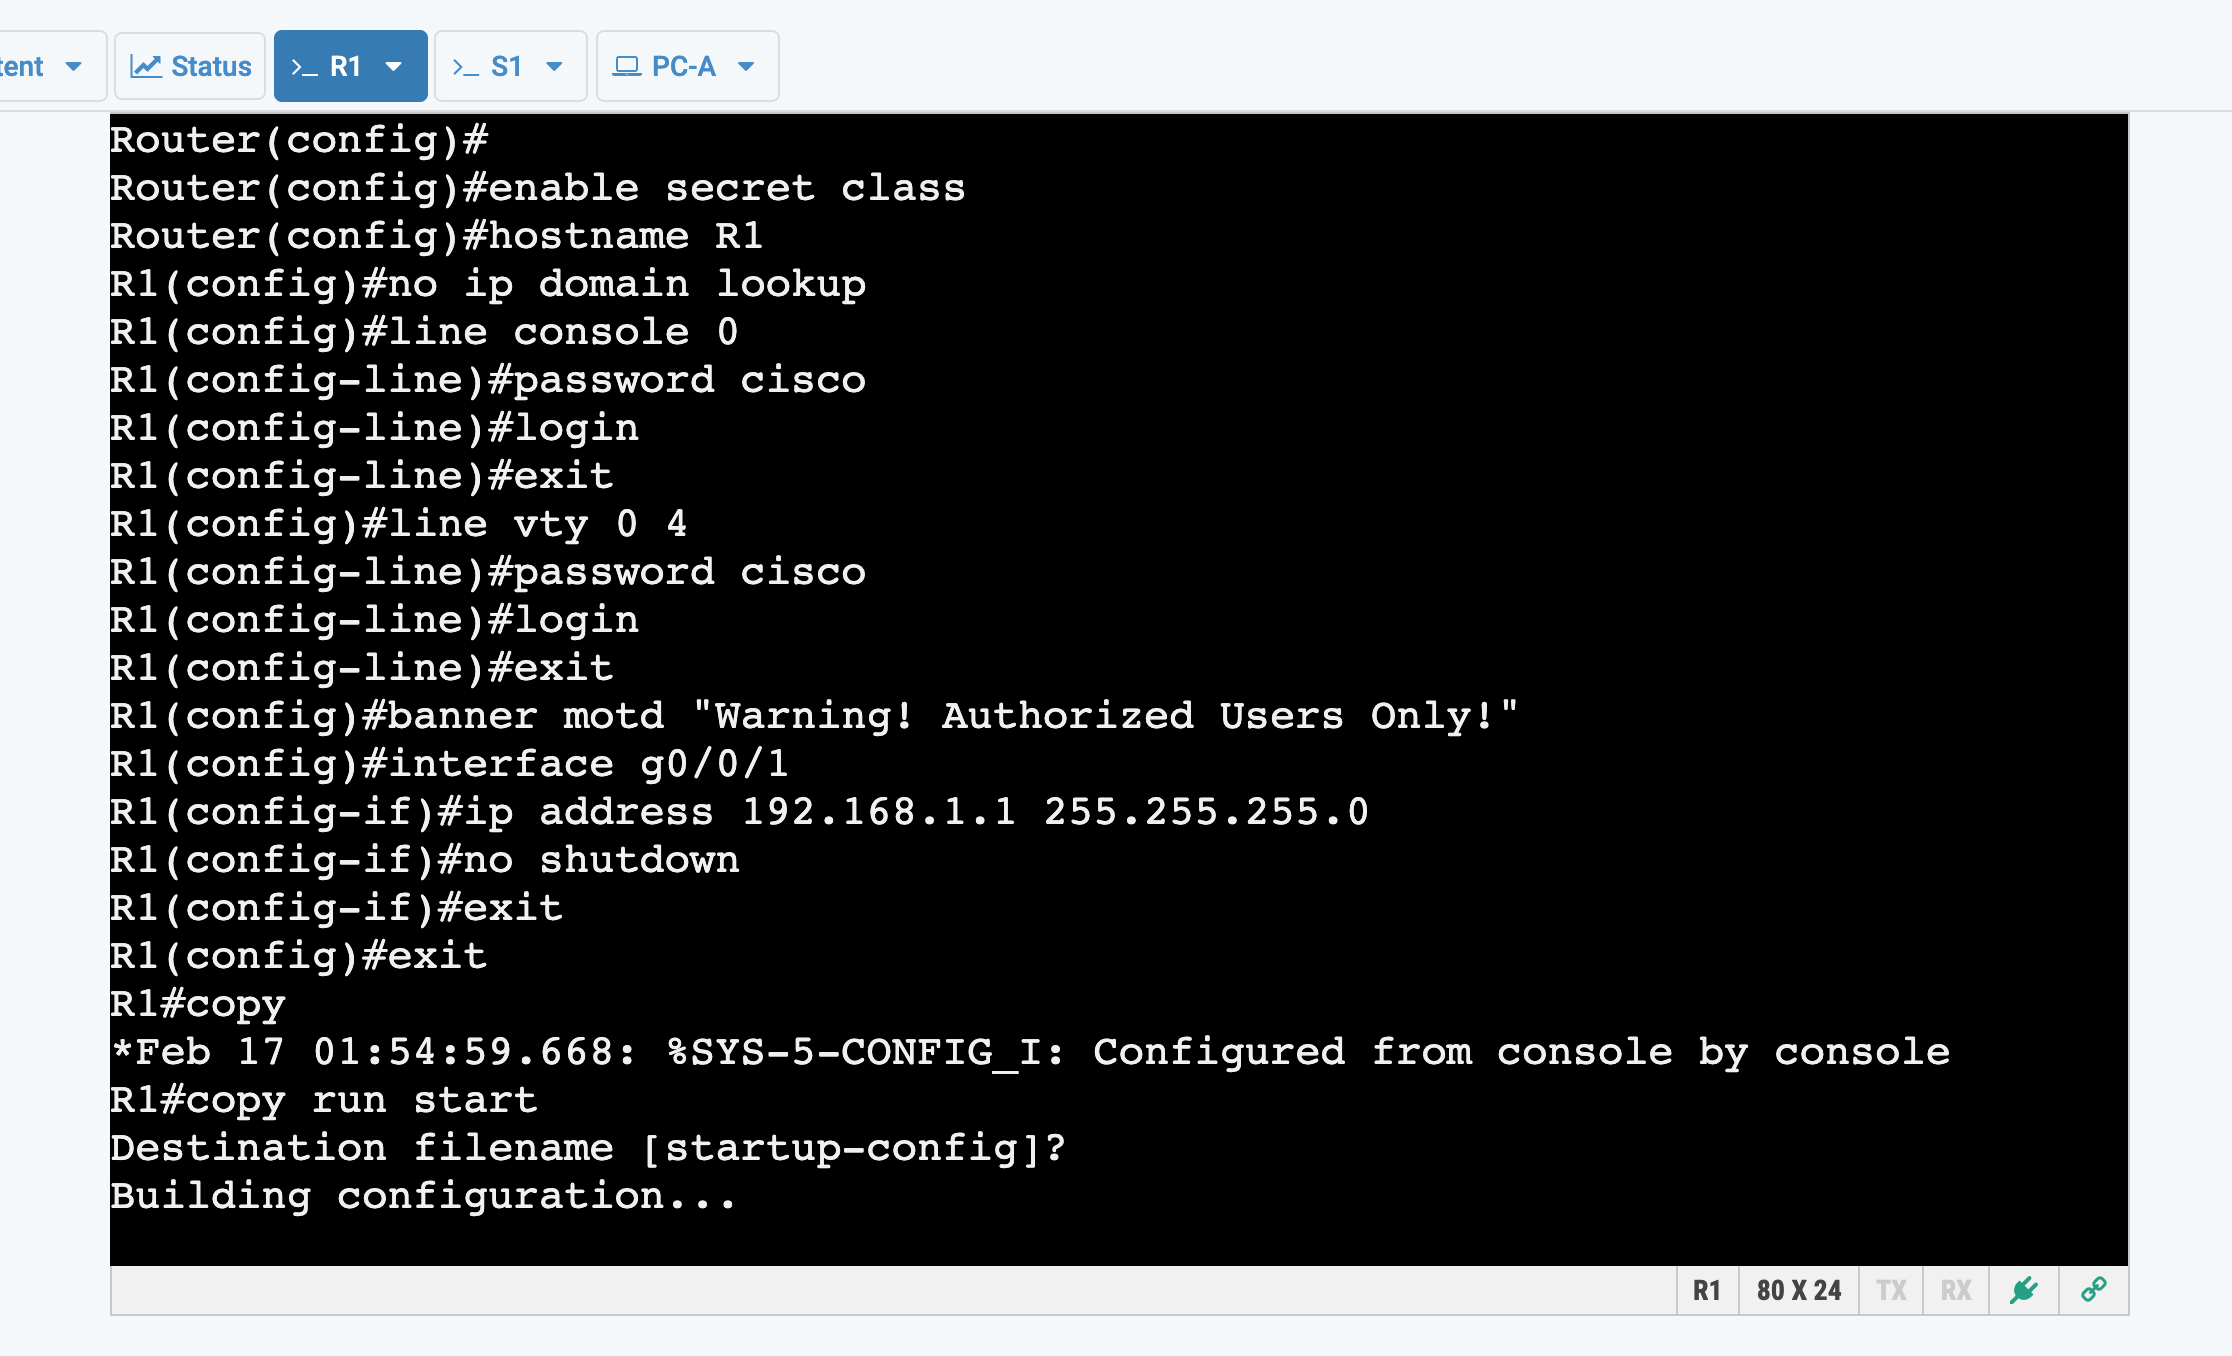 tent
Status
>_ R1
>_ S1
PC-A
Router(config)#
Router(config)#enable secret class
Router(config)#hostname R1
R1(config)#no ip domain lookup
R1(config)#line console 0
R1(config-line)#password cisco
R1(config-line)#login
R1(config-line)#exit
R1(config)#line vty 0 4
R1(config-line)#password cisco
R1(config-line)#login
R1(config-line)#exit
R1(config)#banner motd "Warning! Authorized Users Only!"
R1(config)#interface g0/0/1
R1(config-if)#ip address 192.168.1.1 255.255.255.0
R1(config-if)#no shutdown
R1(config-if)#exit
R1(config)#exit
R1#copy
*Feb 17 01:54:59.668: %SYS-5-CONFIG_I: Configured from console by console
R1#copy run start
Destination filename [startup-config]?
Building configuration...
R1
80 X 24
TX
RX